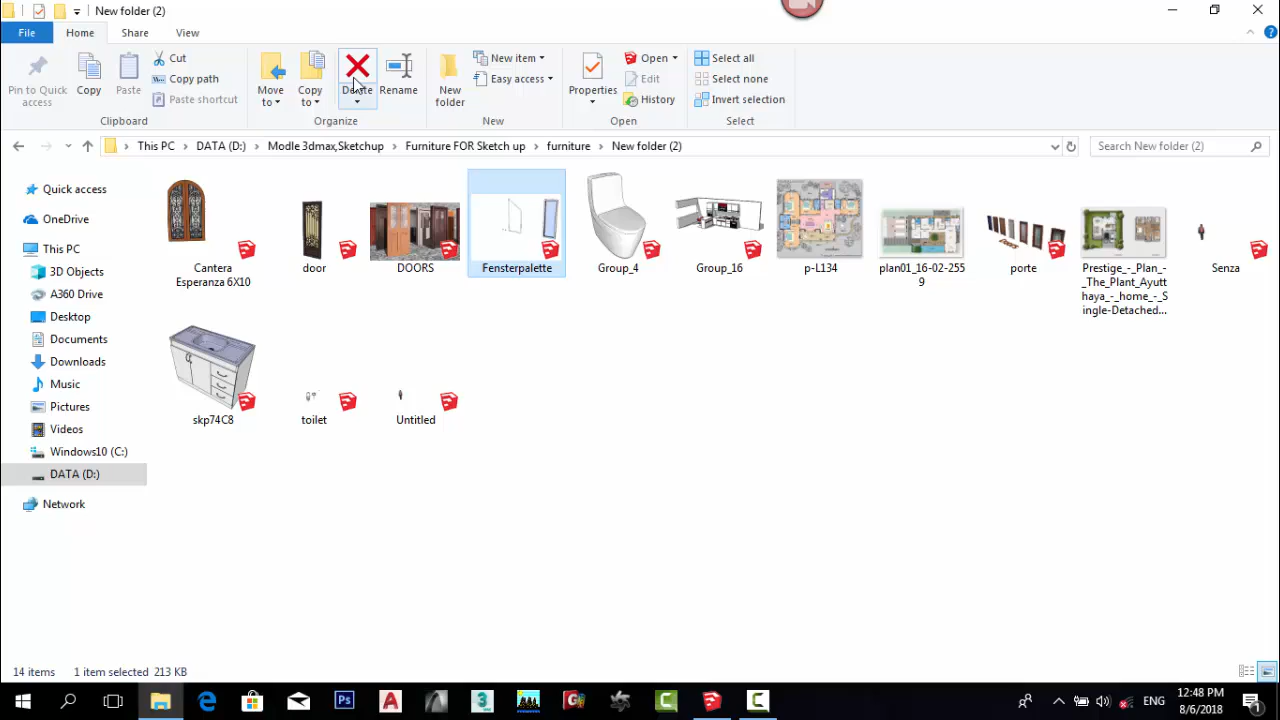 New folder (2)
File
Home
Share
View
Pin to Quick
access
Copy
Paste
Cut
Copy path
Paste shortcut
Clipboard
Move
to
Copy
to
Delete
Rename
Organize
New
folder
New item
Easy access
New
Properties
Open
Edit
History
Open
Select all
Select none
Invert selection
Select
This PC
DATA (D:)
Modle 3dmax,Sketchup
Furniture FOR Sketch up
furniture
New folder (2)
Search New folder (2)
Quick access
OneDrive
This PC
3D Objects
A360 Drive
Desktop
Documents
Downloads
Music
Pictures
Videos
Windows10 (C:)
DATA (D:)
Network
Cantera
Esperanza 6X10
door
DOORS
Fensterpalette
Group_4
Group_16
p-L134
plan01_16-02-255
9
porte
Prestige_-_Plan_-
_The_Plant_Ayutt
haya_-_home_-_S
ingle-Detached...
Senza
skp74C8
toilet
Untitled
14 items
1 item selected 213 KB
Ps
A
3
ENG
12:48 PM
8/6/2018
1